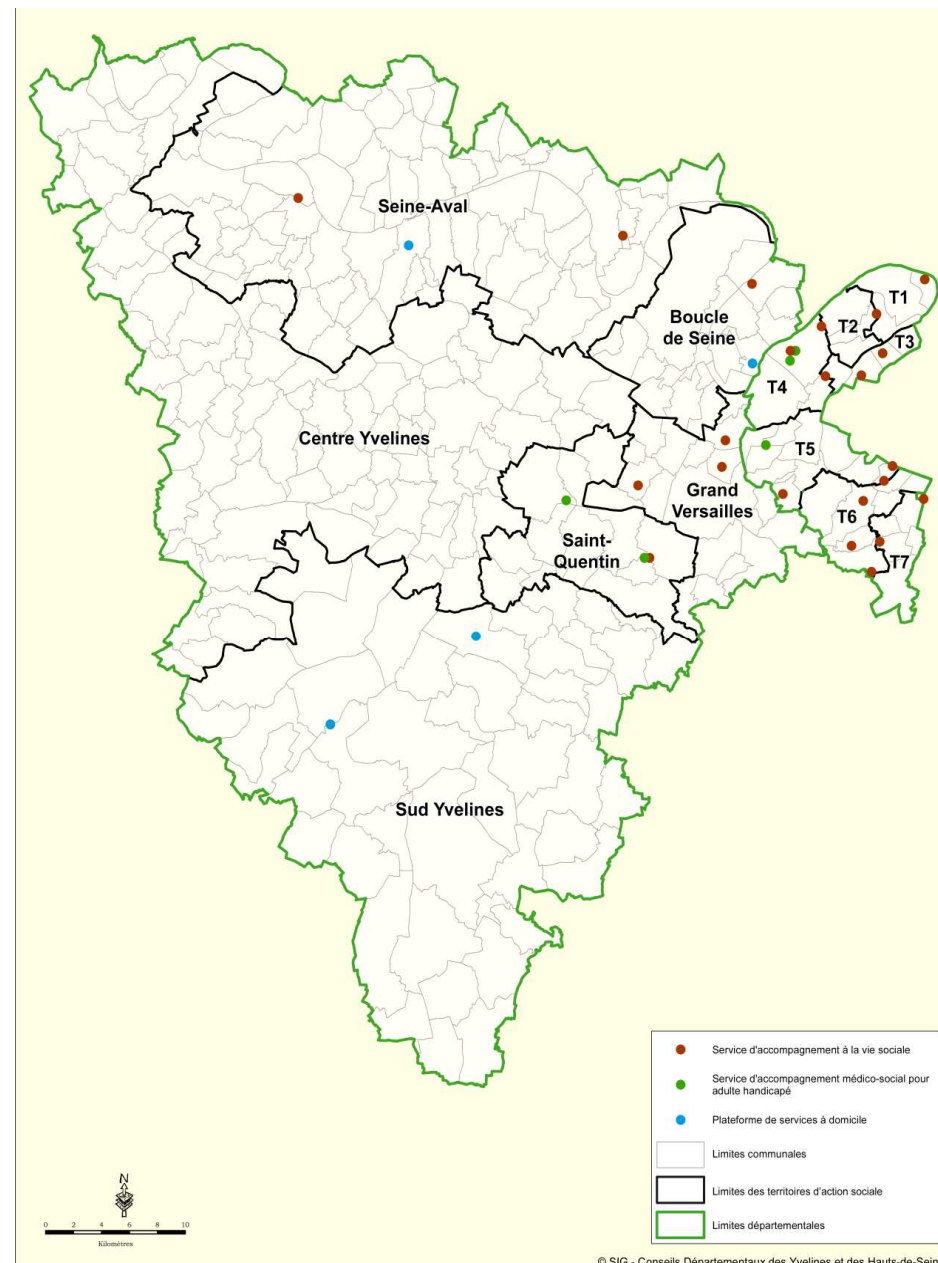 Seine-Aval
Boucle
de Seine
T1
T2
T3
T4
Centre Yvelines
T5
Grand
Versailles
T6
Saint-
Quentin
T7
Sud Yvelines
Service d'accompagnement à la vie sociale
Service d'accompagnement médico-social pour
adulte handicapé
Plateforme de services à domicile
Limites communales
Limites des territoires d'action sociale
Limites départementales
N
0 2 4 6 8 10
Kilomètres
© SIG - Conseils Départementaux des Yvelines et des Hauts-de-Sein